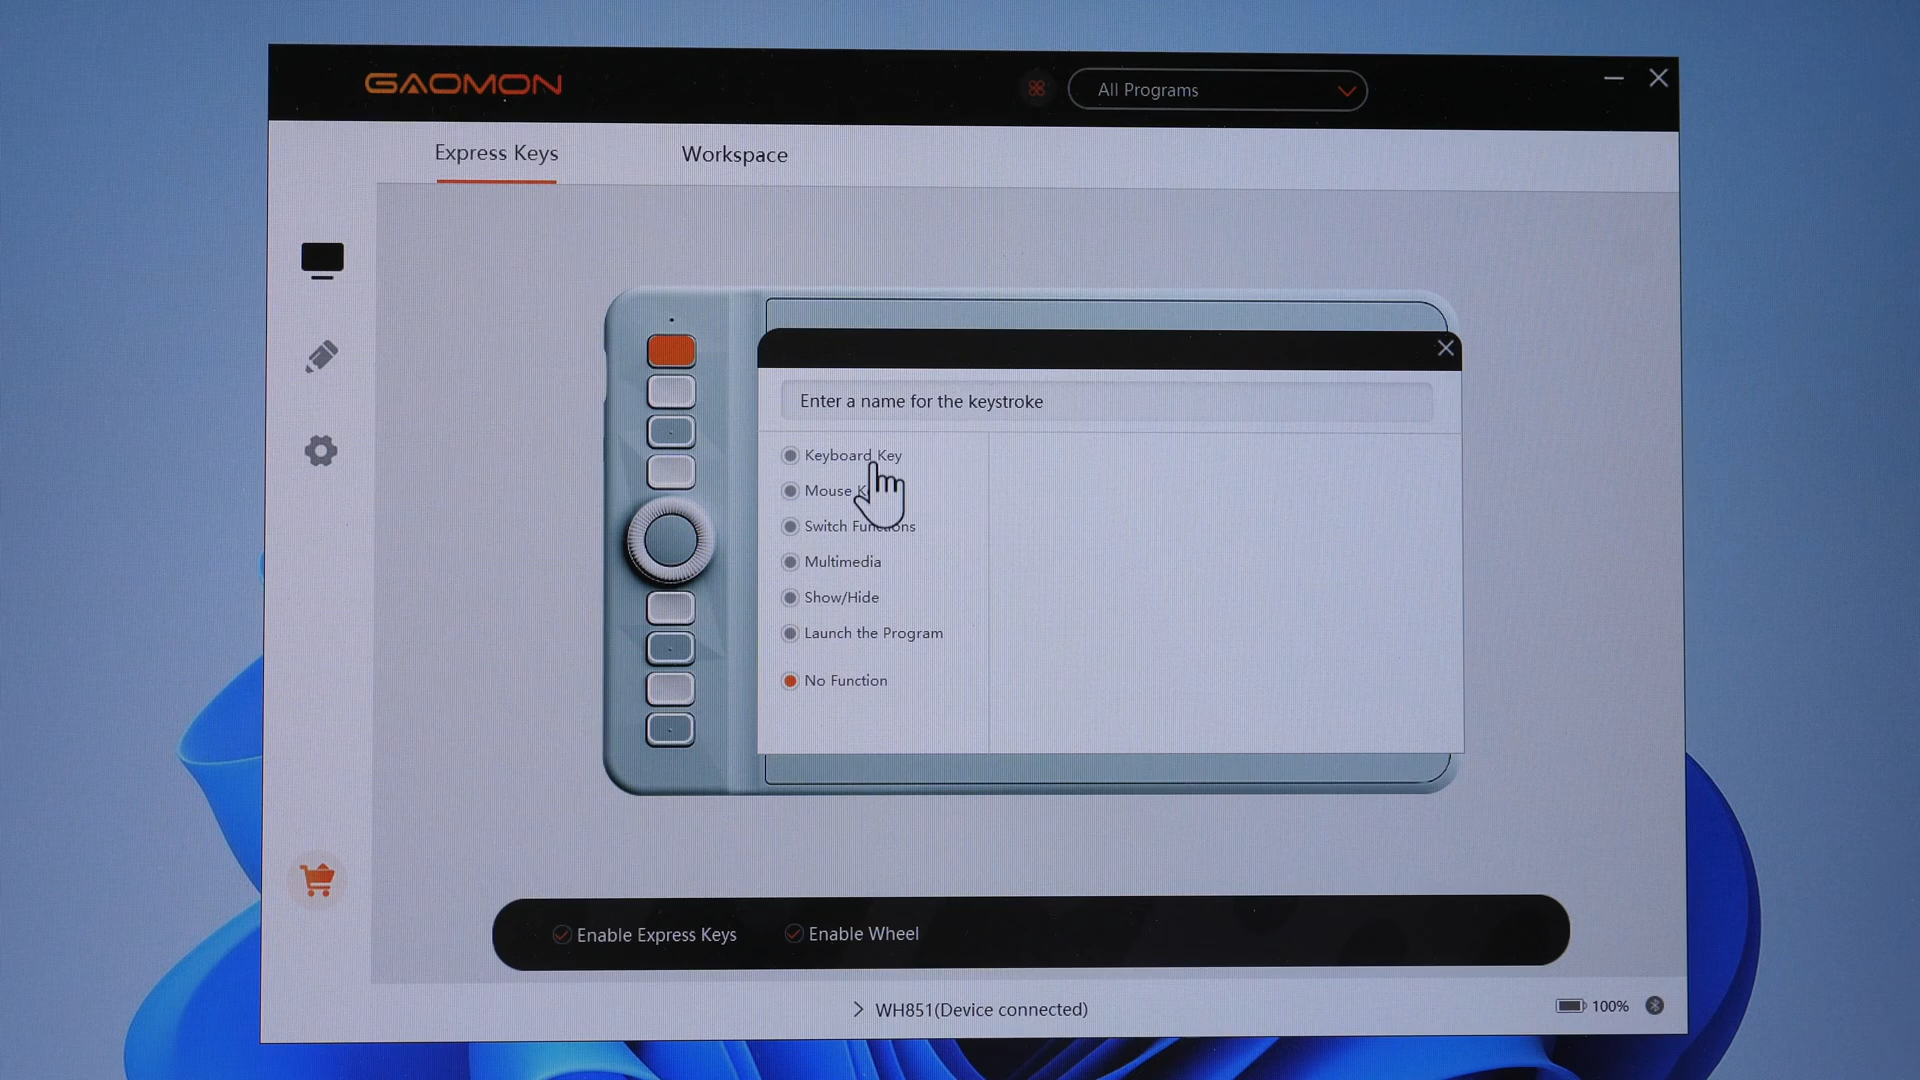 GAOMON
All Programs
Express Keys
Workspace
Enter a name for the keystroke
Keyboard Key
Mouse K
Switch Functions
Multimedia
Show/Hide
Launch the Program
No Function
Enable Express Keys
Enable Wheel
WH851(Device connected)
100%